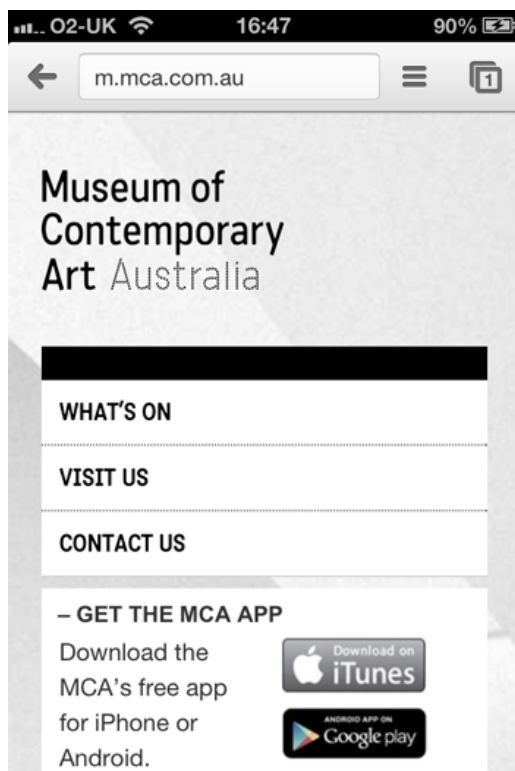 O2-UK 16:47 90%
m.mca.com.au 1
Museum of
Contemporary
Art Australia
WHAT'S ON
VISIT US
CONTACT US
– GET THE MCA APP
Download the
MCA's free app
for iPhone or
Android.
Download on
iTunes
ANDROID APP ON
Google play